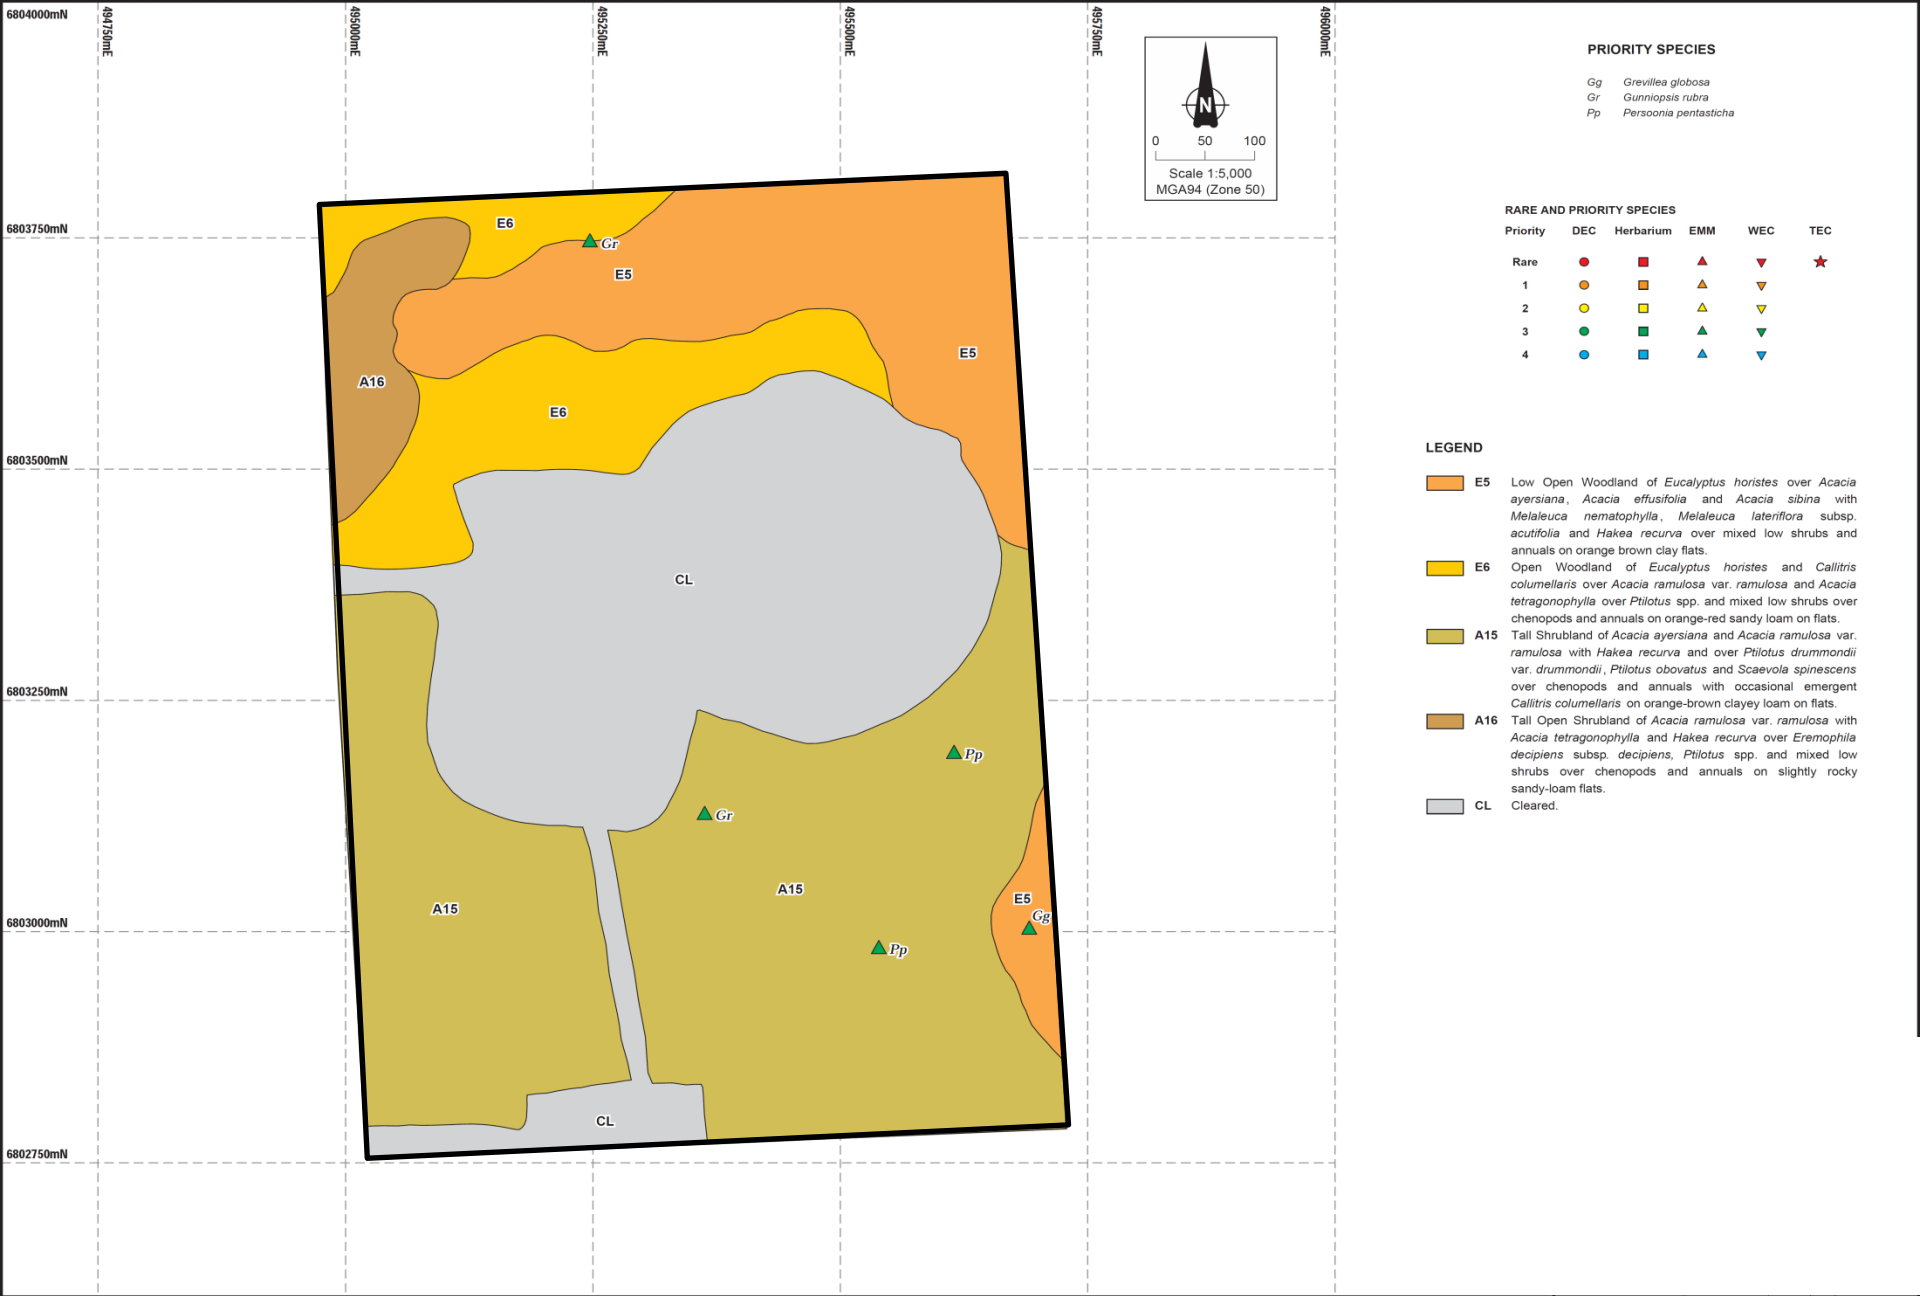 6804000mN
494750mE
495000mE
495250mE
495500mE
495750mE
496000mE
N
0 50 100
Scale 1:5,000
MGA94 (Zone 50)
PRIORITY SPECIES
Gg Grevillea globosa
Gr Gunniopsis rubra
Pp Persoonia pentasticha
RARE AND PRIORITY SPECIES
Priority DEC Herbarium EMM WEC TEC
Rare
1
2
3
4
6803750mN
E6
Gr
E5
E5
A16
E6
6803500mN
CL
6803250mN
Pp
Gr
A15
E5
A15
Gg
6803000mN
Pp
CL
6802750mN
LEGEND
E5 Low Open Woodland of Eucalyptus horistes over Acacia
ayersiana, Acacia effusifolia and Acacia sibina with
Melaleuca nematophylla, Melaleuca lateriflora subsp.
acutifolia and Hakea recurva over mixed low shrubs and
annuals on orange brown clay flats.
E6 Open Woodland of Eucalyptus horistes and Callitris
columellaris over Acacia ramulosa var. ramulosa and Acacia
tetragonophylla over Ptilotus spp. and mixed low shrubs over
chenopods and annuals on orange-red sandy loam on flats.
A15 Tall Shrubland of Acacia ayersiana and Acacia ramulosa var.
ramulosa with Hakea recurva and over Ptilotus drummondii
var. drummondii, Ptilotus obovatus and Scaevola spinescens
over chenopods and annuals with occasional emergent
Callitris columellaris on orange-brown clayey loam on flats.
A16 Tall Open Shrubland of Acacia ramulosa var. ramulosa with
Acacia tetragonophylla and Hakea recurva over Eremophila
decipiens subsp. decipiens, Ptilotus spp. and mixed low
shrubs over chenopods and annuals on slightly rocky
sandy-loam flats.
CL Cleared.